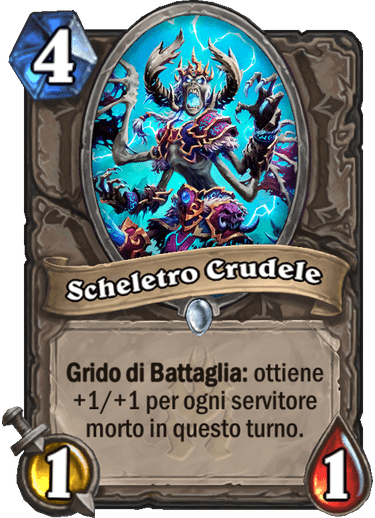 4
Scheletro Crudele
Grido di Battaglia: ottiene
+1/+1 per ogni servitore
morto in questo turno.
1 1